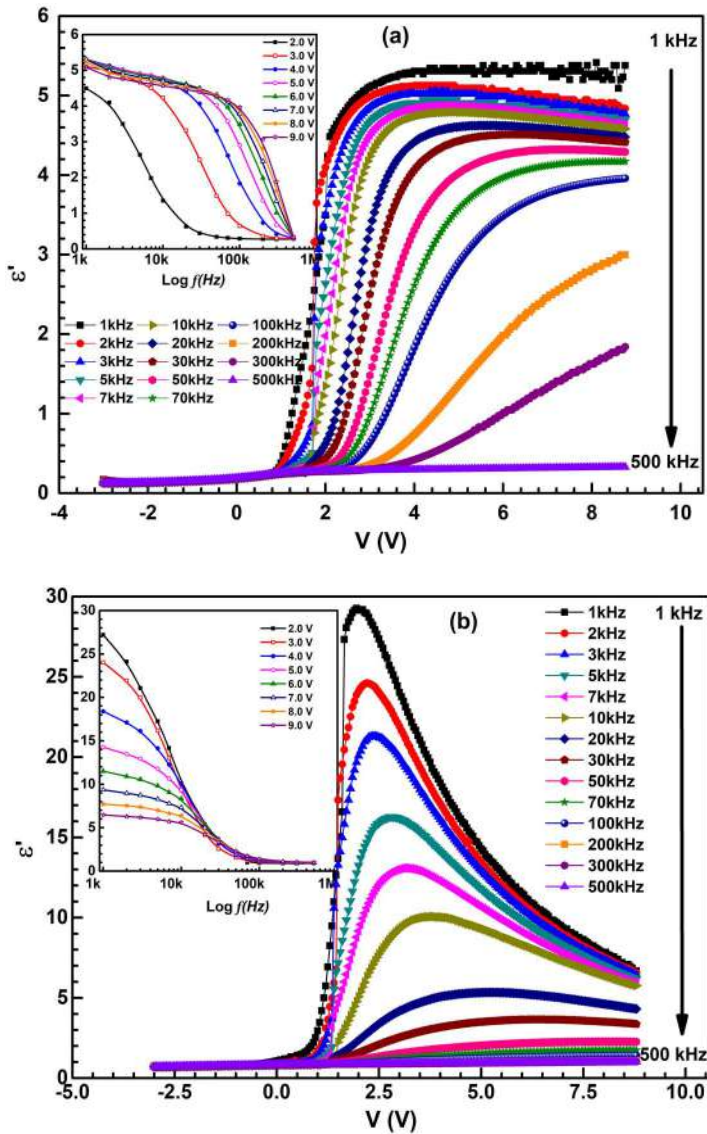 6
5
4
3
2
1
0
ε'
(a)
1 kHz
500 kHz
6
5
4
3
2
1
0
2.0 V
3.0 V
4.0 V
5.0 V
6.0 V
7.0 V
8.0 V
9.0 V
1k 10k 100k 1M
Log f(Hz)
1kHz 10kHz 100kHz
2kHz 20kHz 200kHz
3kHz 30kHz 300kHz
5kHz 50kHz 500kHz
7kHz 70kHz
-4 -2 0 2 4 6 8 10
V (V)
30
25
20
15
10
5
0
ε'
(b)
30
25
20
15
10
5
1
2.0 V
3.0 V
4.0 V
5.0 V
6.0 V
7.0 V
8.0 V
9.0 V
1k 10k 100k 1M
Log f(Hz)
1kHz
2kHz
3kHz
5kHz
7kHz
10kHz
20kHz
30kHz
50kHz
70kHz
100kHz
200kHz
300kHz
500kHz
1 kHz
500 kHz
-5.0 -2.5 0.0 2.5 5.0 7.5 10.0
V (V)